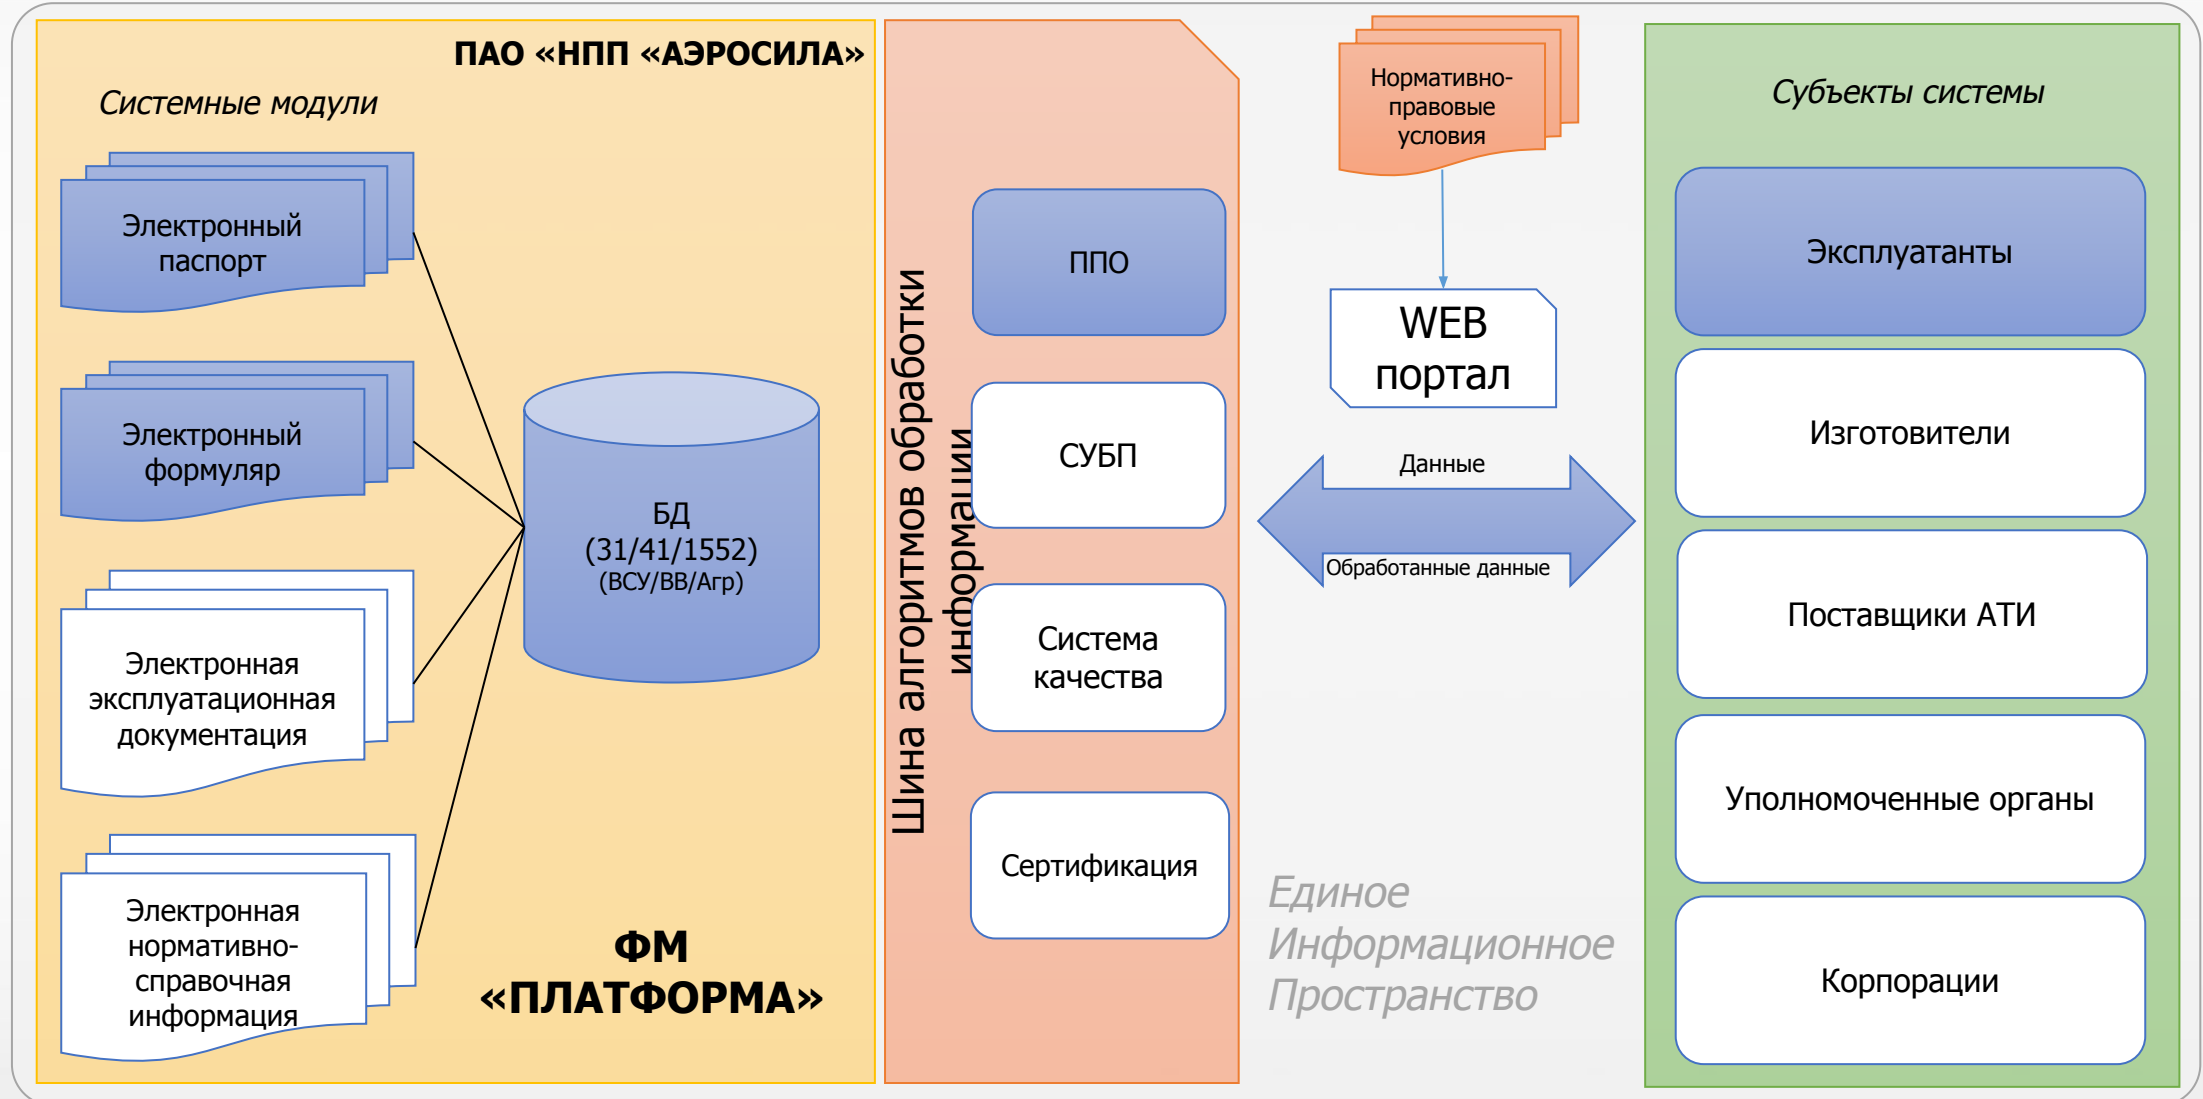 ПАО «НПП «АЭРОСИЛА»
Системные модули
Электронный
паспорт
Электронный
формуляр
Электронная
эксплуатационная
документация
Электронная
нормативно-
справочная
информация
БД
(31/41/1552)
(ВСУ/ВВ/Агр)
ФМ
«ПЛАТФОРМА»
Шина алгоритмов обработки
информации
ППО
СУБП
Система
качества
Сертификация
Нормативно-
правовые
условия
WEB
портал
Данные
Обработанные данные
Единое
Информационное
Пространство
Субъекты системы
Эксплуатанты
Изготовители
Поставщики АТИ
Уполномоченные органы
Корпорации